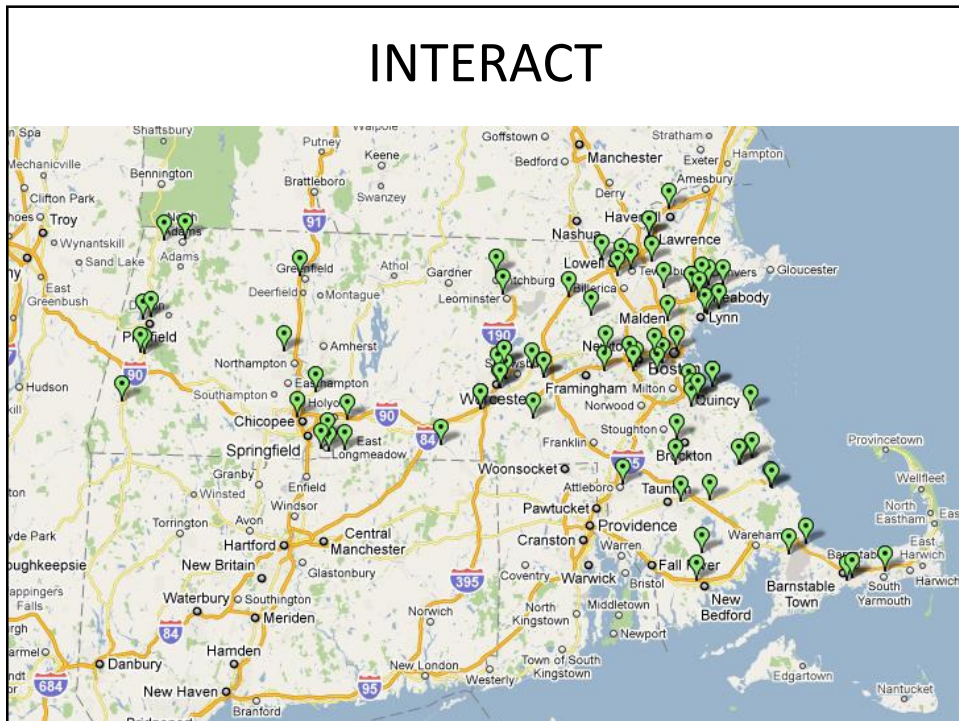 INTERACT
Shaftsbury
Putney
Walpole
Goffstown
Stratham
n Spa
Mechanicville
Keene
Bedford
Manchester
Exeter
Hampton
Bennington
Brattleboro
Swanzey
Derry
Amesbury
Clifton Park
Troy
North
Adams
91
Nashua
Lawrence
Wynantskill
Sand Lake
Adams
Greenfield
Athol
Gardner
Lowell
Gloucester
East
Greenbush
Deerfield
Montague
Leominster
Billerica
Peabody
Malden
Lynn
190
90
Northampton
Amherst
Boston
Hudson
Southampton
Easthampton
Framingham
Milton
Quincy
Norwood
Chicopee
90
84
Stoughton
Springfield
East
Longmeadow
Franklin
Brockton
Provincetown
Granby
Enfield
Woonsocket
Wellfleet
Winsted
Windsor
Attleboro
Taunton
North
Eastham
Torrington
Avon
Pawtucket
Orleans
Hartford
Central
Manchester
Providence
Cranston
Warren
Wareham
East
Harwich
Harwich
New Britain
Glastonbury
395
Coventry
Warwick
Fall River
Bristol
Barnstable
Town
South
Yarmouth
Waterbury
Southington
Meriden
Norwich
North
Kingstown
Middletown
New
Bedford
84
Newport
Danbury
Hamden
New London
Westerly
Town of South
Kingstown
Edgartown
684
New Haven
95
Branford
Nantucket